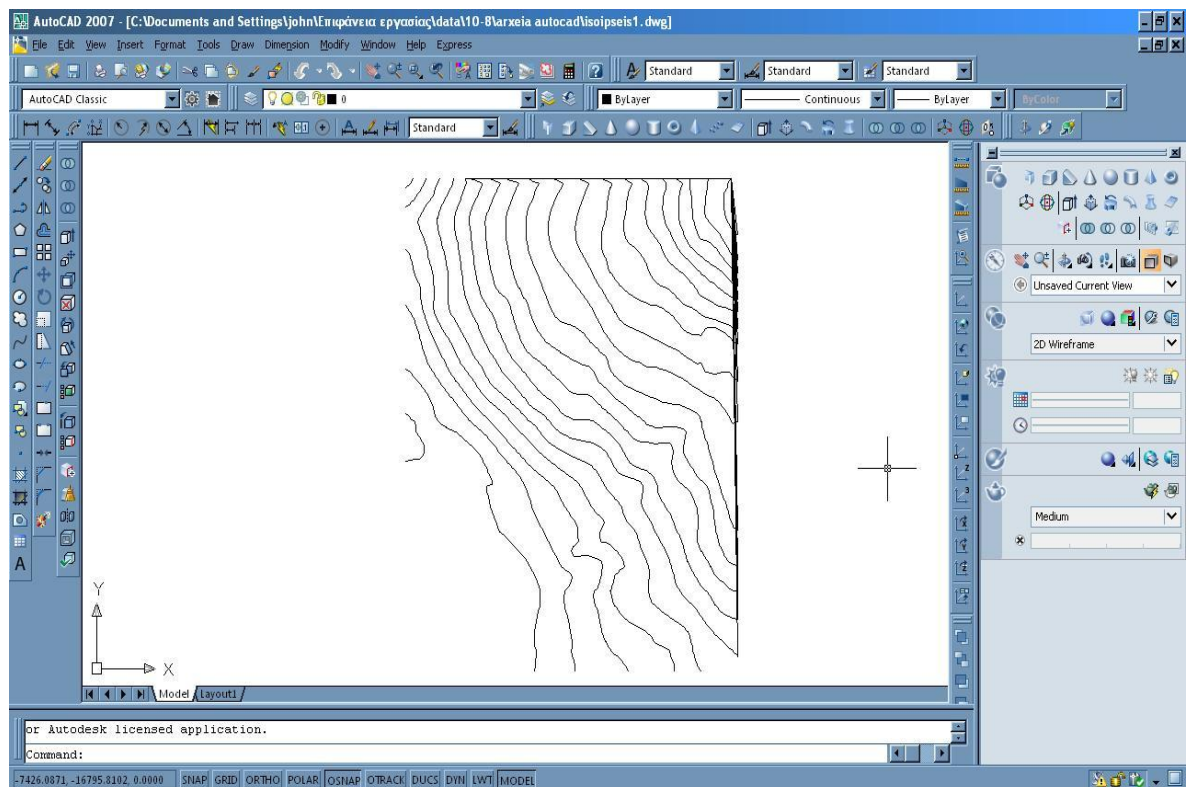 AutoCAD 2007 - [C:\Documents and Settings\john\Επιφάνεια εργασίας\data\10-8\arxeia autocad\isoipseis1.dwg]
File Edit View Insert Format Tools Draw Dimension Modify Window Help Express
Standard Standard Standard
AutoCAD Classic 0 ByLayer Continuous ByLayer ByColor
Standard
Unsaved Current View
2D Wireframe
Medium
Y
X
Model Layout1
or Autodesk licensed application.
Command:
-7426.0871, -16795.8102, 0.0000 SNAP GRID ORTHO POLAR OSNAP OTRACK DUCS DYN LWT MODEL